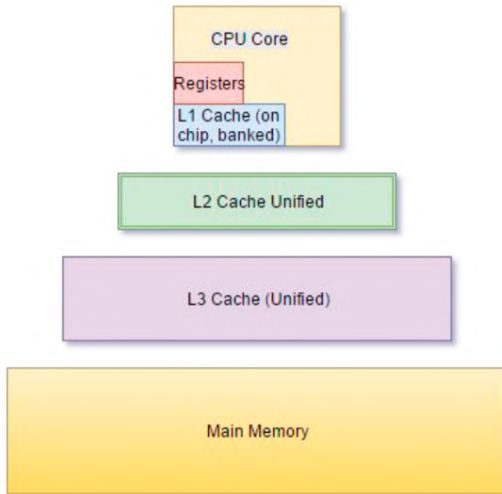 CPU Core
Registers
L1 Cache (on
chip, banked)
L2 Cache Unified
L3 Cache (Unified)
Main Memory